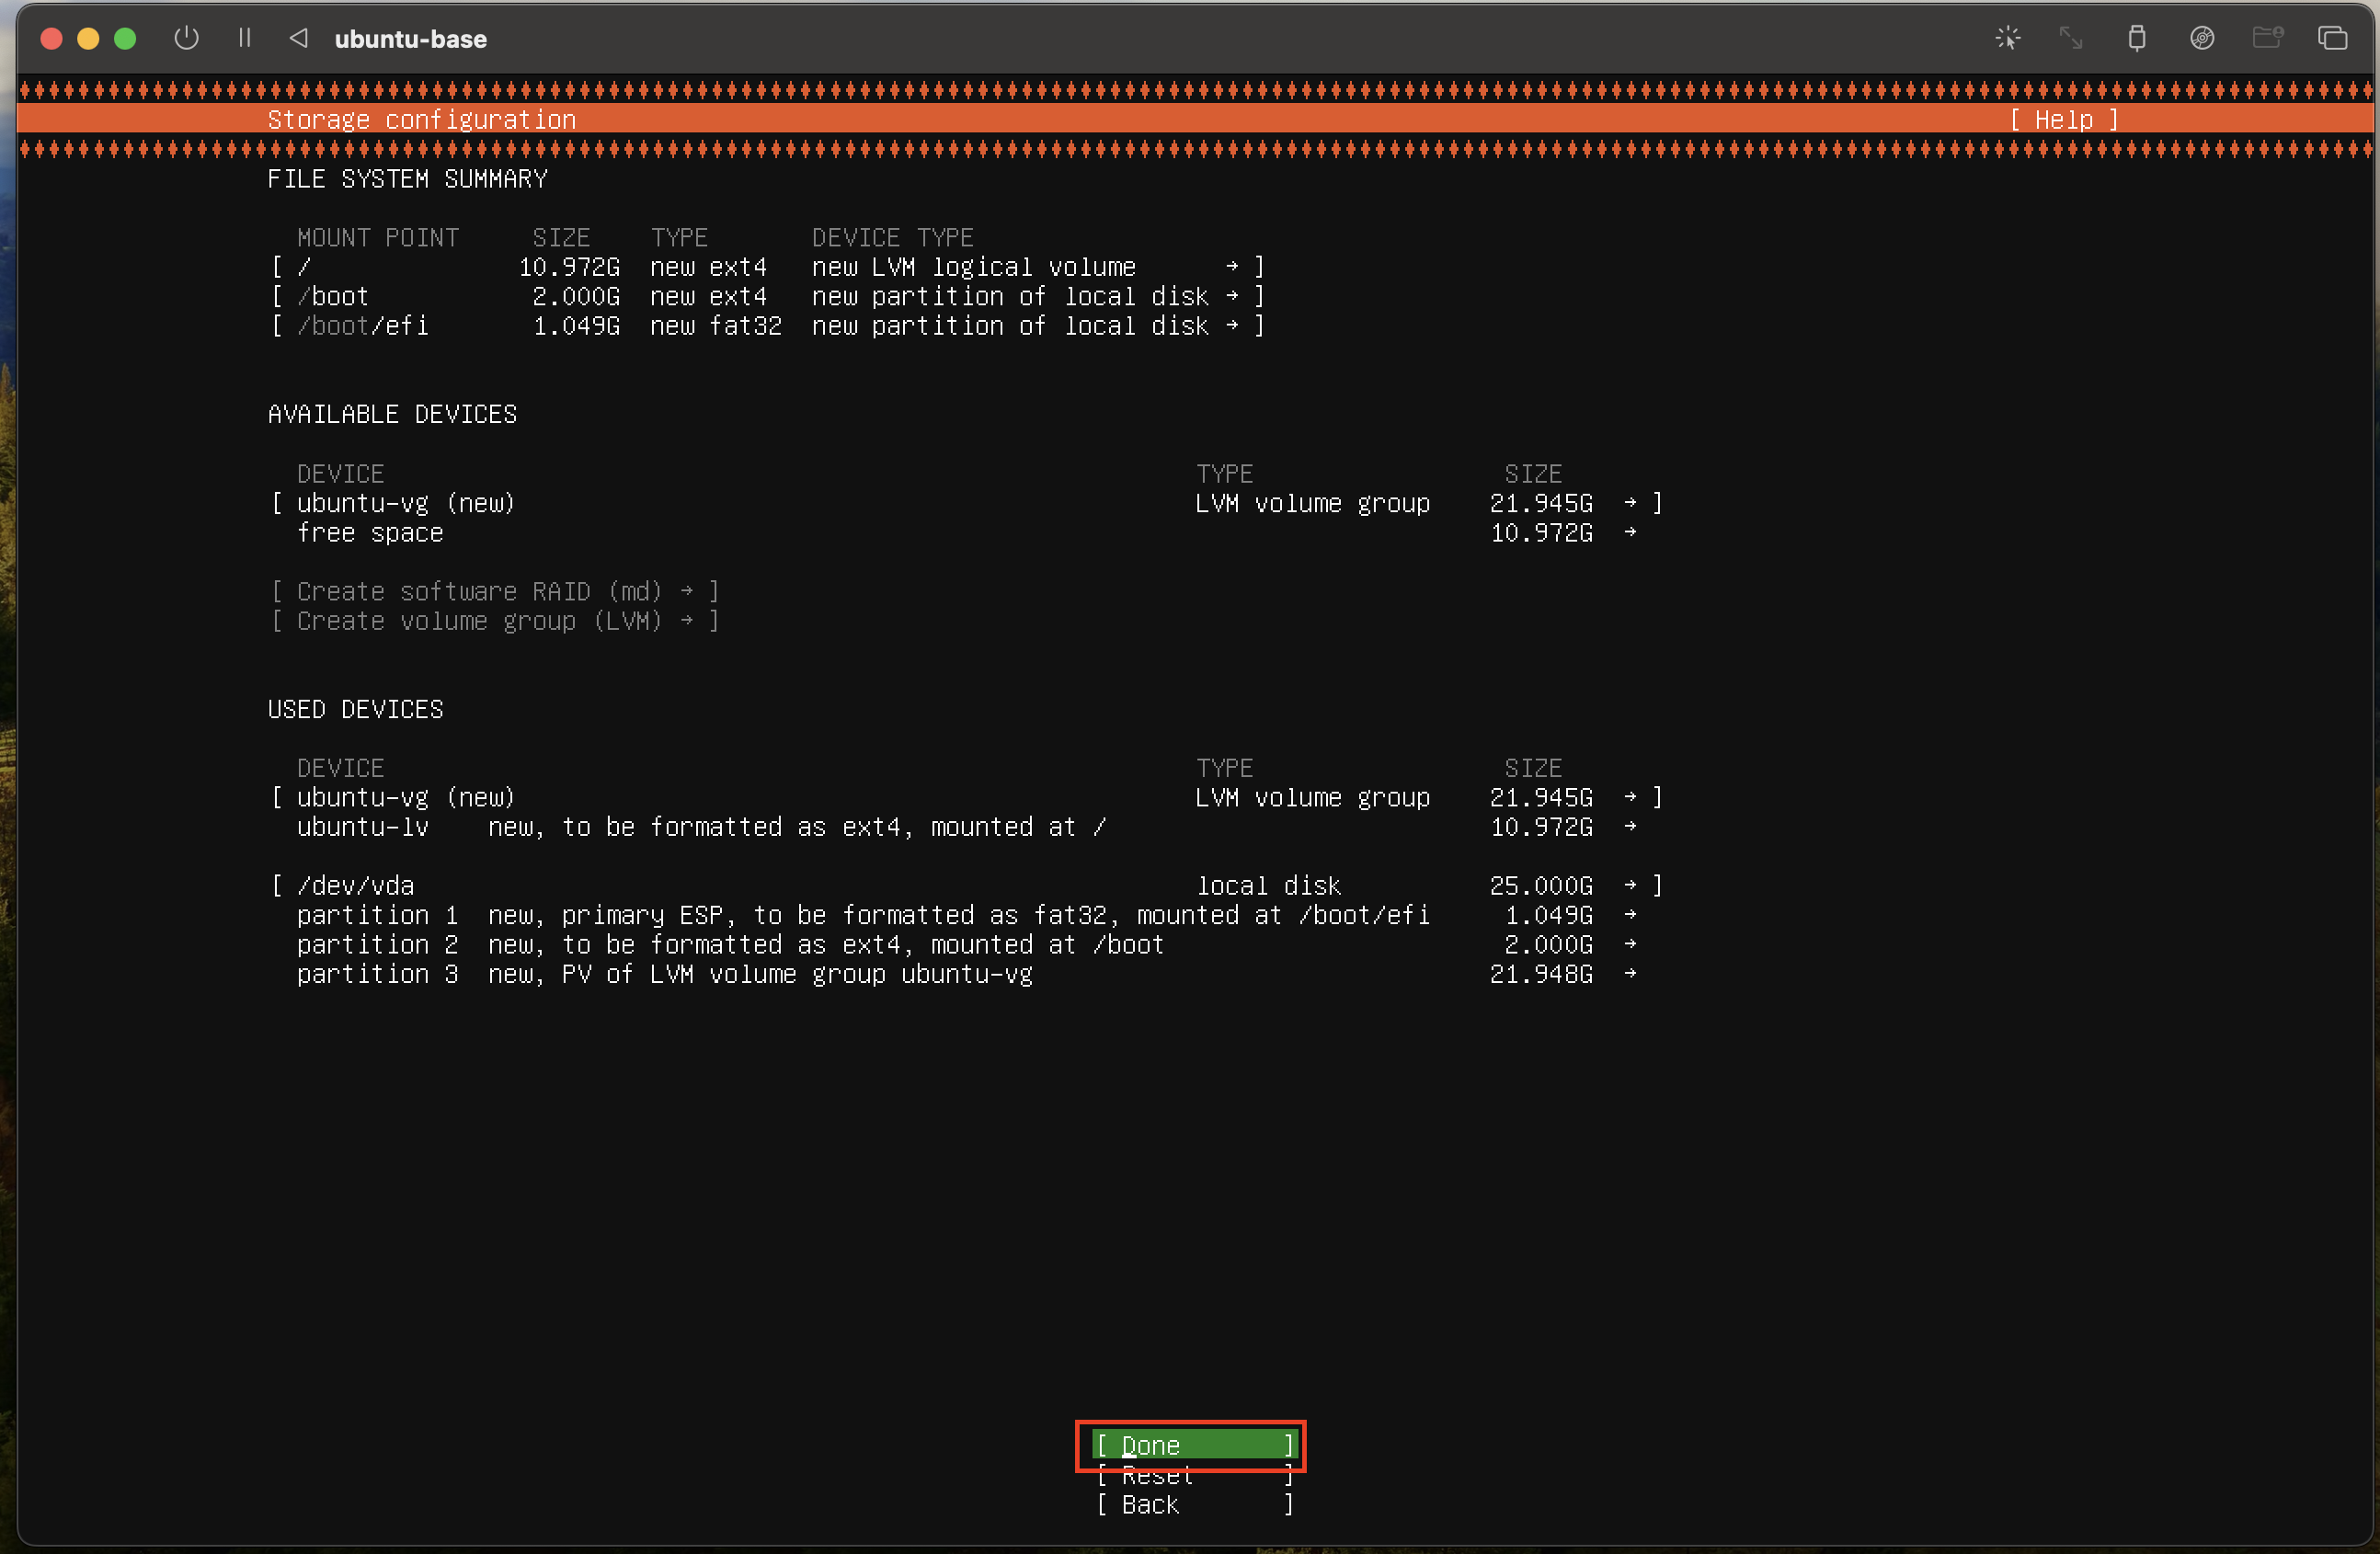 ubuntu-base
Storage configuration [ Help ]
FILE SYSTEM SUMMARY
MOUNT POINT SIZE TYPE DEVICE TYPE
[ / 10.972G new ext4 new LVM logical volume → ]
[ /boot 2.000G new ext4 new partition of local disk → ]
[ /boot/efi 1.049G new fat32 new partition of local disk → ]
AVAILABLE DEVICES
DEVICE TYPE SIZE
[ ubuntu-vg (new) LVM volume group 21.945G → ]
free space 10.972G →
[ Create software RAID (md) → ]
[ Create volume group (LVM) → ]
USED DEVICES
DEVICE TYPE SIZE
[ ubuntu-vg (new) LVM volume group 21.945G → ]
ubuntu-lv new, to be formatted as ext4, mounted at / 10.972G →
[ /dev/vda local disk 25.000G → ]
partition 1 new, primary ESP, to be formatted as fat32, mounted at /boot/efi 1.049G →
partition 2 new, to be formatted as ext4, mounted at /boot 2.000G →
partition 3 new, PV of LVM volume group ubuntu-vg 21.948G →
[ Done ]
[ Reset ]
[ Back ]